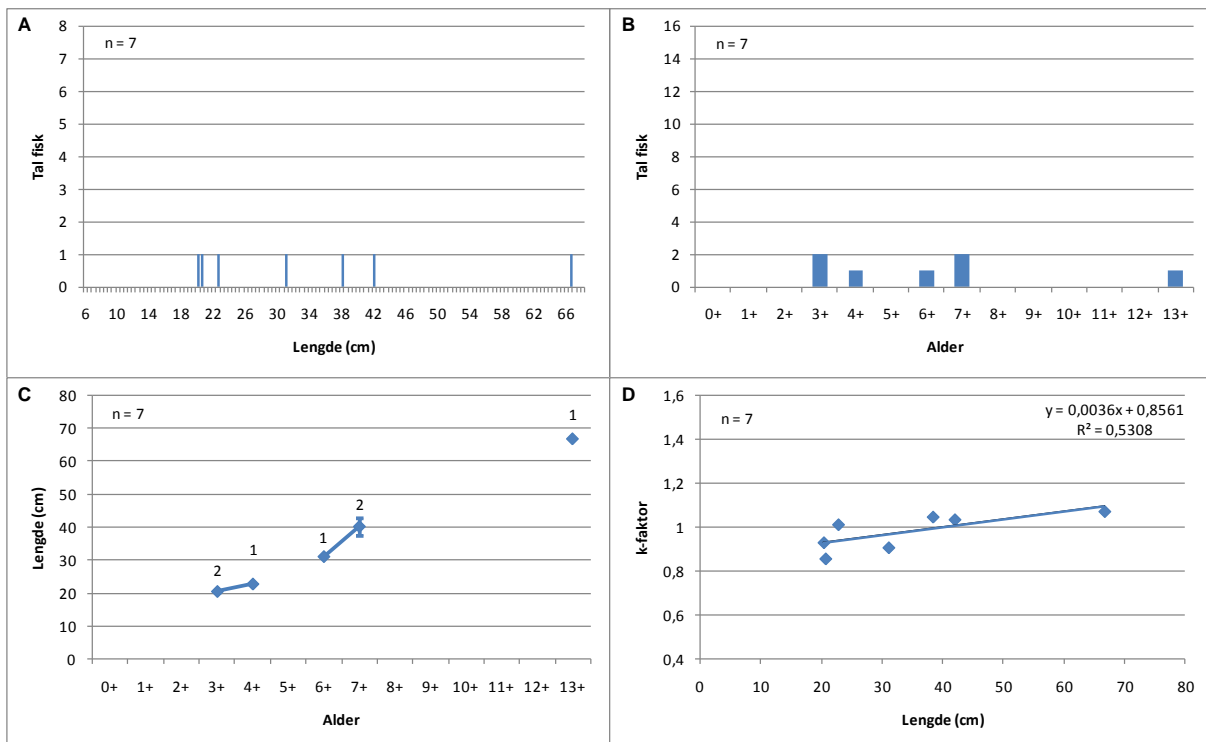 A
n = 7
8
7
6
5
4
3
2
1
0
Tal fisk
6 10 14 18 22 26 30 34 38 42 46 50 54 58 62 66
Lengde (cm)
B
n = 7
16
14
12
10
8
6
4
2
0
Tal fisk
0+ 1+ 2+ 3+ 4+ 5+ 6+ 7+ 8+ 9+ 10+ 11+ 12+ 13+
Alder
C
n = 7
80
70
60
50
40
30
20
10
0
Lengde (cm)
2 1 1 2 1
0+ 1+ 2+ 3+ 4+ 5+ 6+ 7+ 8+ 9+ 10+ 11+ 12+ 13+
Alder
D
n = 7
y = 0,0036x + 0,8561
R² = 0,5308
1,6
1,4
1,2
1
0,8
0,6
0,4
k-faktor
0 10 20 30 40 50 60 70 80
Lengde (cm)